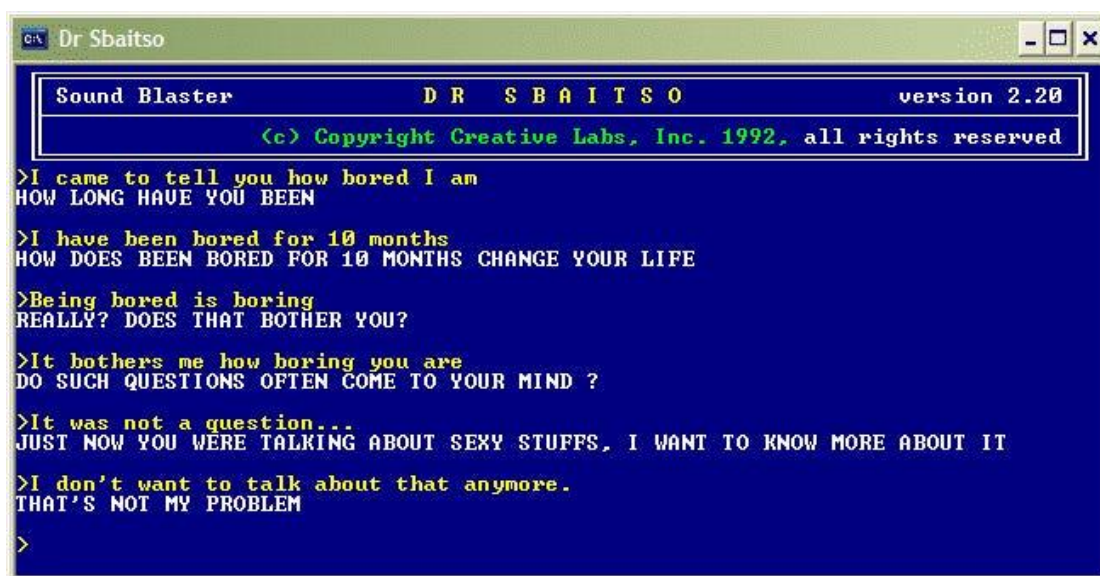 Dr Sbaitso
Sound Blaster DR SBAITSO version 2.20
(c) Copyright Creative Labs, Inc. 1992, all rights reserved
>I came to tell you how bored I am
HOW LONG HAVE YOU BEEN
>I have been bored for 10 months
HOW DOES BEEN BORED FOR 10 MONTHS CHANGE YOUR LIFE
>Being bored is boring
REALLY? DOES THAT BOTHER YOU?
>It bothers me how boring you are
DO SUCH QUESTIONS OFTEN COME TO YOUR MIND ?
>It was not a question...
JUST NOW YOU WERE TALKING ABOUT SEXY STUFFS, I WANT TO KNOW MORE ABOUT IT
>I don't want to talk about that anymore.
THAT'S NOT MY PROBLEM
>